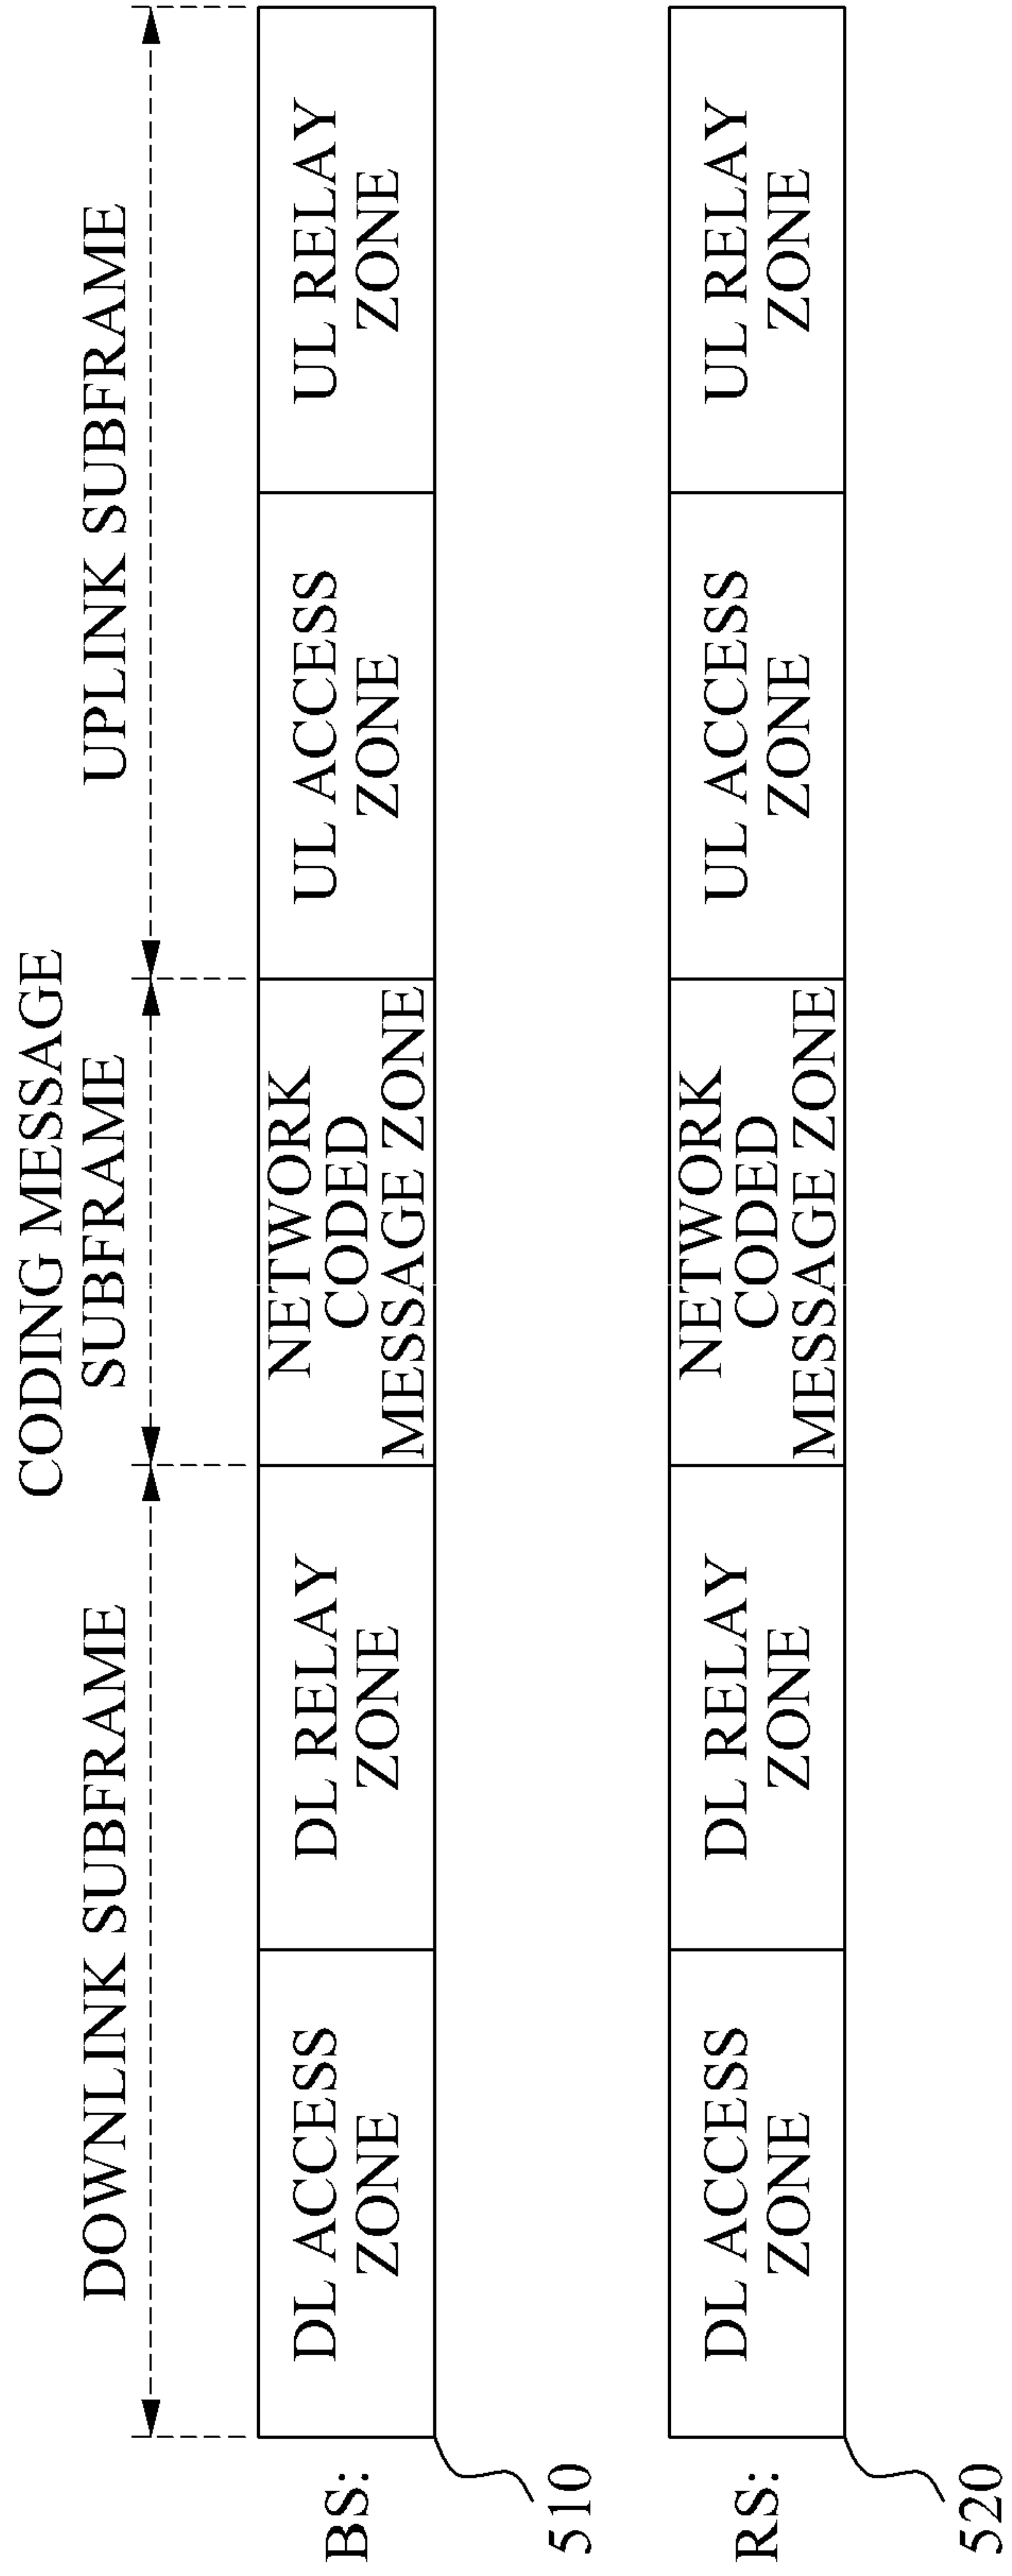 DOWNLINK SUBFRAME
CODING MESSAGE
SUBFRAME
UPLINK SUBFRAME
BS:
DL ACCESS
ZONE
DL RELAY
ZONE
NETWORK
CODED
MESSAGE ZONE
UL ACCESS
ZONE
UL RELAY
ZONE
510
RS:
DL ACCESS
ZONE
DL RELAY
ZONE
NETWORK
CODED
MESSAGE ZONE
UL ACCESS
ZONE
UL RELAY
ZONE
520